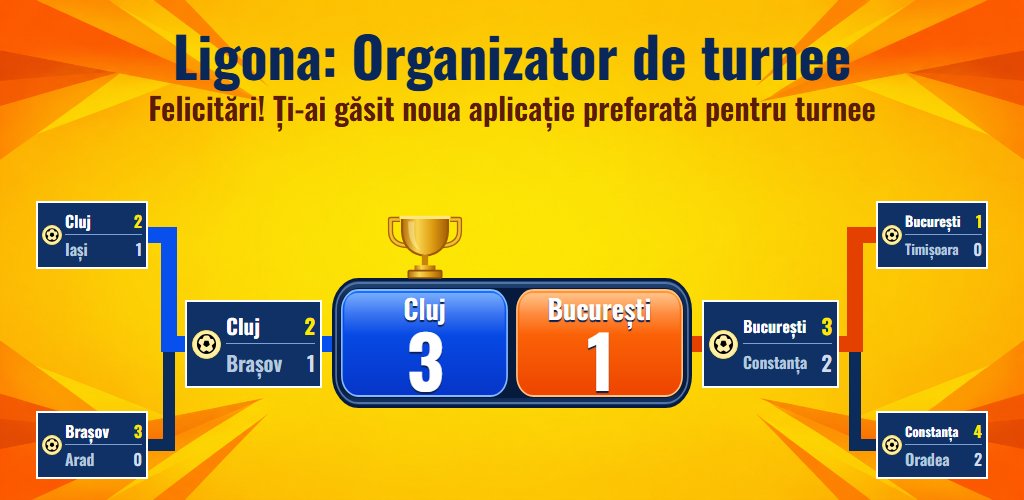 Ligona: Organizator de turnee
Felicitări! Ți-ai găsit noua aplicație preferată pentru turnee
Cluj 2
Iași 1
Brașov 3
Arad 0
Cluj 2
Brașov 1
Cluj
3
București
1
București 3
Constanța 2
București 1
Timișoara 0
Constanța 4
Oradea 2